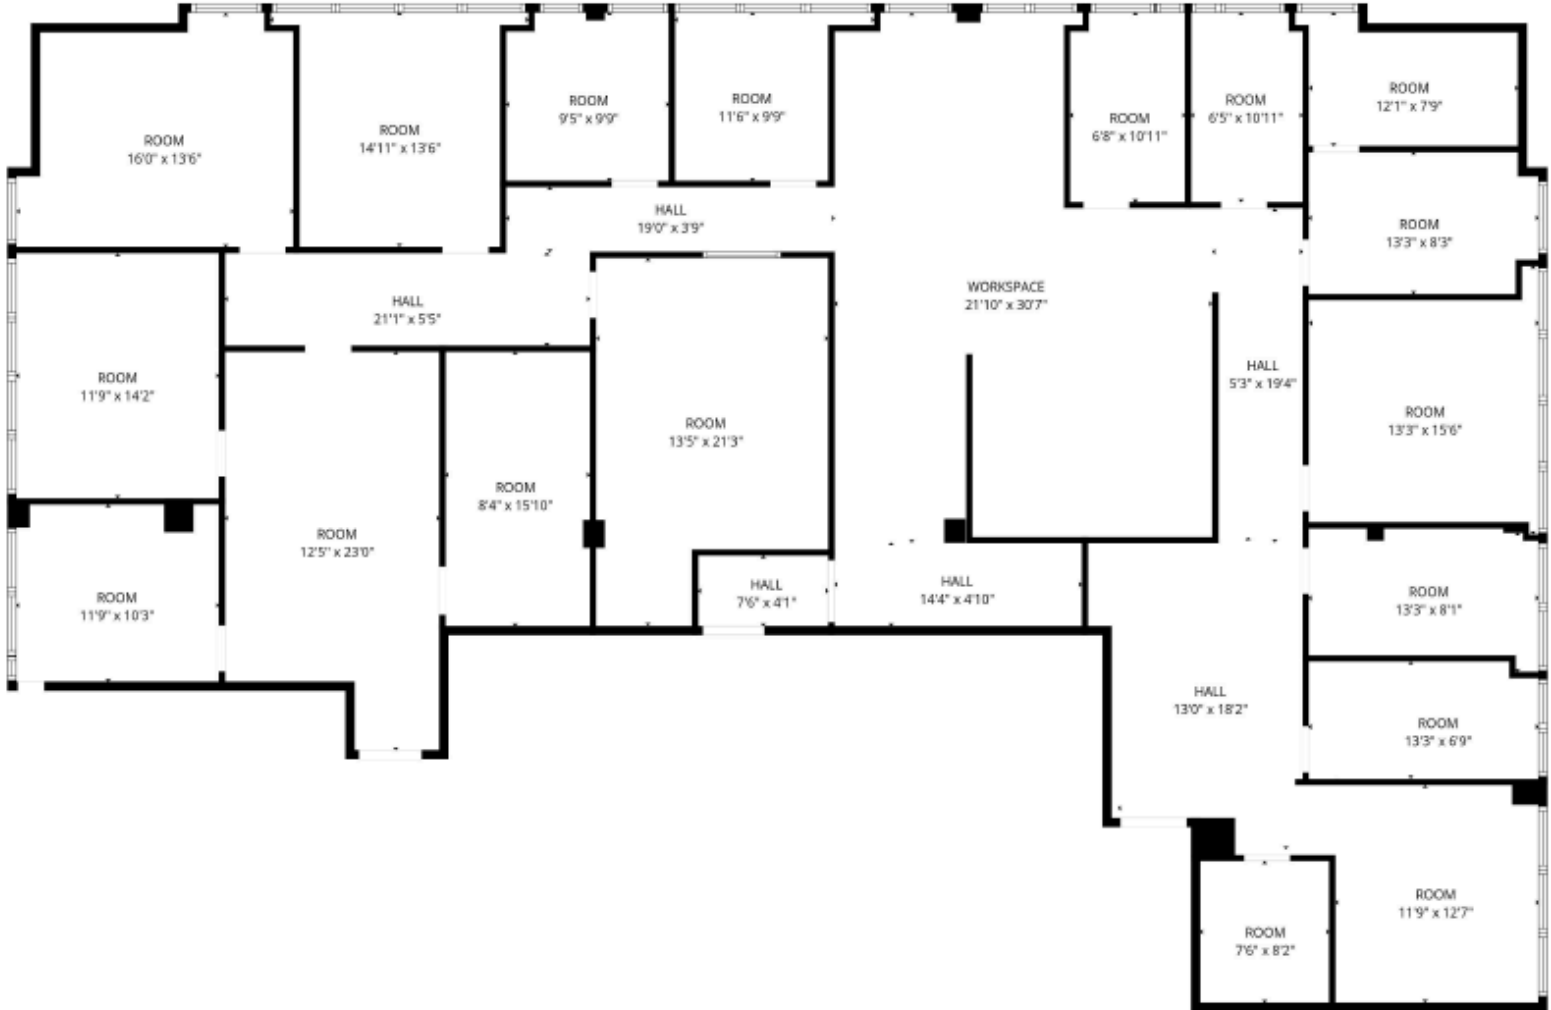 ROOM
16'0" x 13'6"
ROOM
14'11" x 13'6"
ROOM
9'5" x 9'9"
ROOM
11'6" x 9'9"
ROOM
6'8" x 10'11"
ROOM
6'5" x 10'11"
ROOM
12'1" x 7'9"
HALL
19'0" x 3'9"
ROOM
13'3" x 8'3"
HALL
21'1" x 5'5"
WORKSPACE
21'10" x 30'7"
ROOM
11'9" x 14'2"
HALL
5'3" x 19'4"
ROOM
13'5" x 21'3"
ROOM
13'3" x 15'6"
ROOM
8'4" x 15'10"
ROOM
12'5" x 23'0"
ROOM
11'9" x 10'3"
HALL
7'6" x 4'1"
HALL
14'4" x 4'10"
ROOM
13'3" x 8'1"
HALL
13'0" x 18'2"
ROOM
13'3" x 6'9"
ROOM
11'9" x 12'7"
ROOM
7'6" x 8'2"